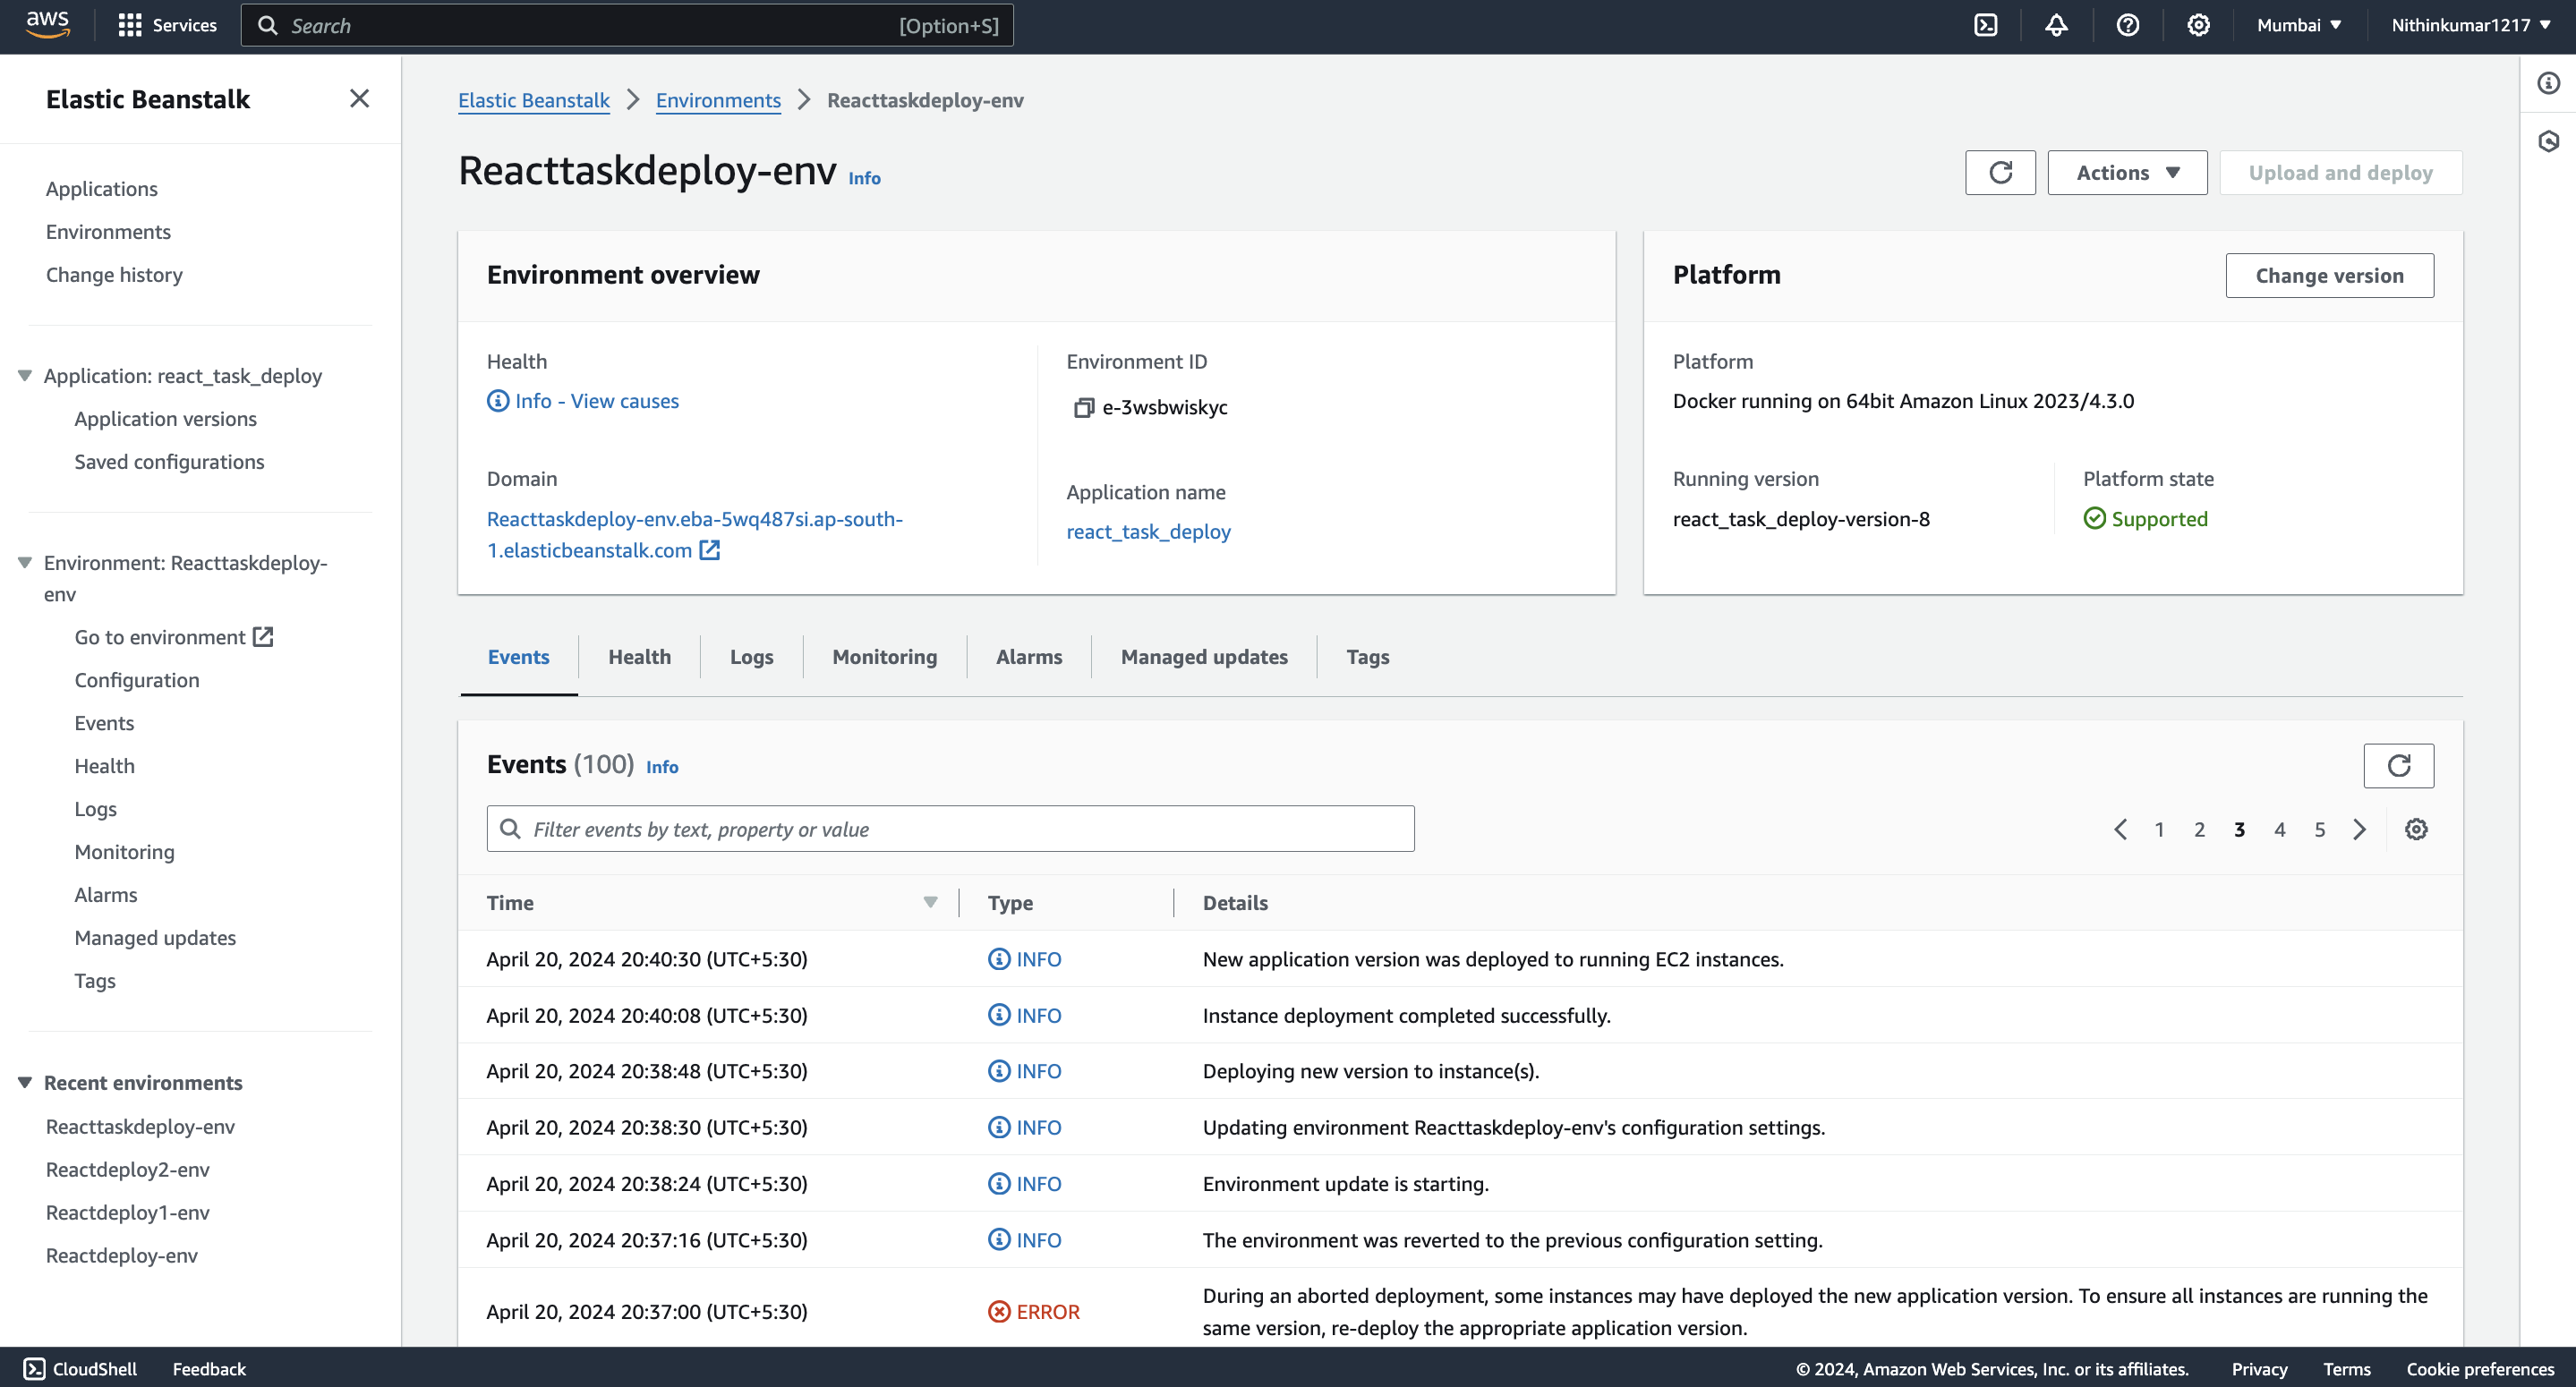 aws
Services
Search
[Option+S]
Mumbai
Nithinkumar1217
Elastic Beanstalk
Applications
Environments
Change history
Application: react_task_deploy
Application versions
Saved configurations
Environment: Reacttaskdeploy-
env
Go to environment
Configuration
Events
Health
Logs
Monitoring
Alarms
Managed updates
Tags
Recent environments
Reacttaskdeploy-env
Reactdeploy2-env
Reactdeploy1-env
Reactdeploy-env
Elastic Beanstalk
Environments
Reacttaskdeploy-env
Reacttaskdeploy-env Info
Actions
Upload and deploy
Environment overview
Health
Info - View causes
Domain
Reacttaskdeploy-env.eba-5wq487si.ap-south-
1.elasticbeanstalk.com
Environment ID
e-3wsbwiskyc
Application name
react_task_deploy
Platform
Change version
Platform
Docker running on 64bit Amazon Linux 2023/4.3.0
Running version
react_task_deploy-version-8
Platform state
Supported
Events
Health
Logs
Monitoring
Alarms
Managed updates
Tags
Events (100) Info
Filter events by text, property or value
1 2 3 4 5
Time Type Details
April 20, 2024 20:40:30 (UTC+5:30) INFO New application version was deployed to running EC2 instances.
April 20, 2024 20:40:08 (UTC+5:30) INFO Instance deployment completed successfully.
April 20, 2024 20:38:48 (UTC+5:30) INFO Deploying new version to instance(s).
April 20, 2024 20:38:30 (UTC+5:30) INFO Updating environment Reacttaskdeploy-env's configuration settings.
April 20, 2024 20:38:24 (UTC+5:30) INFO Environment update is starting.
April 20, 2024 20:37:16 (UTC+5:30) INFO The environment was reverted to the previous configuration setting.
April 20, 2024 20:37:00 (UTC+5:30) ERROR During an aborted deployment, some instances may have deployed the new application version. To ensure all instances are running the
same version, re-deploy the appropriate application version.
CloudShell
Feedback
© 2024, Amazon Web Services, Inc. or its affiliates.
Privacy
Terms
Cookie preferences